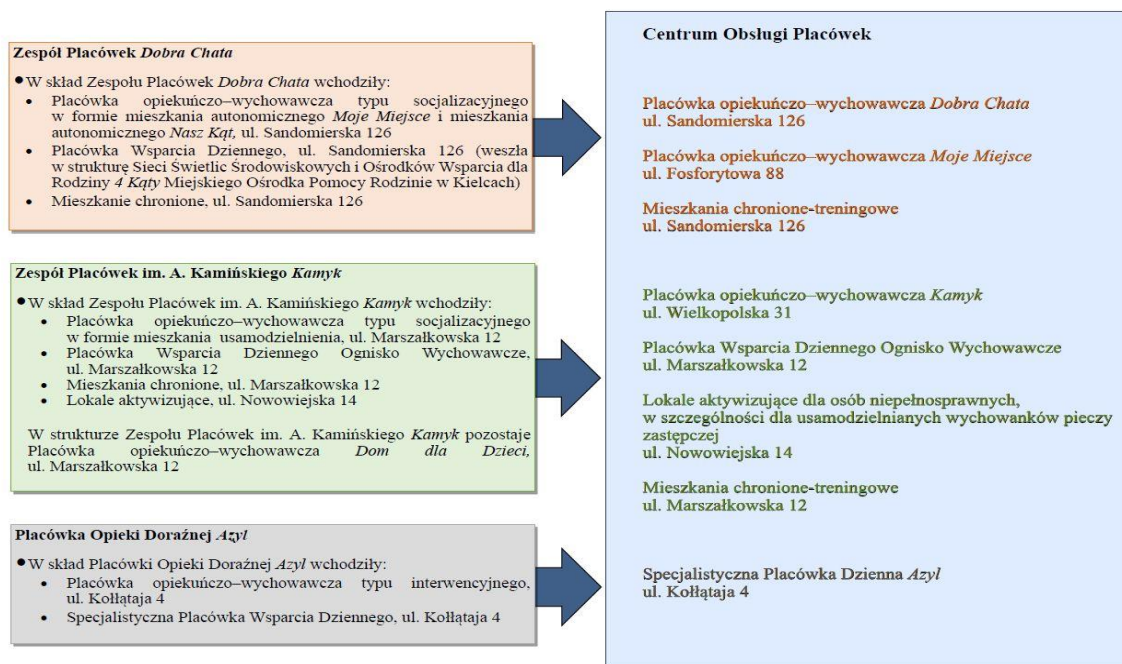 Zespół Placówek Dobra Chata
●W skład Zespołu Placówek Dobra Chata wchodziły:
• Placówka opiekuńczo–wychowawcza typu socjalizacyjnego
w formie mieszkania autonomicznego Moje Miejsce i mieszkania
autonomicznego Nasz Kąt, ul. Sandomierska 126
• Placówka Wsparcia Dziennego, ul. Sandomierska 126 (weszła
w strukturę Sieci Świetlic Środowiskowych i Ośrodków Wsparcia dla
Rodziny 4 Kąty Miejskiego Ośrodka Pomocy Rodzinie w Kielcach)
• Mieszkanie chronione, ul. Sandomierska 126
Zespół Placówek im. A. Kamińskiego Kamyk
●W skład Zespołu Placówek im. A. Kamińskiego Kamyk wchodziły:
• Placówka opiekuńczo–wychowawcza typu socjalizacyjnego
w formie mieszkania usamodzielnienia, ul. Marszałkowska 12
• Placówka Wsparcia Dziennego Ognisko Wychowawcze,
ul. Marszałkowska 12
• Mieszkania chronione, ul. Marszałkowska 12
• Lokale aktywizujące, ul. Nowowiejska 14
W strukturze Zespołu Placówek im. A. Kamińskiego Kamyk pozostaje
Placówka opiekuńczo–wychowawcza Dom dla Dzieci,
ul. Marszałkowska 12
Placówka Opieki Doraźnej Azyl
●W skład Placówki Opieki Doraźnej Azyl wchodziły:
• Placówka opiekuńczo–wychowawcza typu interwencyjnego,
ul. Kołłątaja 4
• Specjalistyczna Placówka Wsparcia Dziennego, ul. Kołłątaja 4
Centrum Obsługi Placówek
Placówka opiekuńczo–wychowawcza Dobra Chata
ul. Sandomierska 126
Placówka opiekuńczo–wychowawcza Moje Miejsce
ul. Fosforytowa 88
Mieszkania chronione-treningowe
ul. Sandomierska 126
Placówka opiekuńczo–wychowawcza Kamyk
ul. Wielkopolska 31
Placówka Wsparcia Dziennego Ognisko Wychowawcze
ul. Marszałkowska 12
Lokale aktywizujące dla osób niepełnosprawnych,
w szczególności dla usamodzielnianych wychowanków pieczy
zastępczej
ul. Nowowiejska 14
Mieszkania chronione-treningowe
ul. Marszałkowska 12
Specjalistyczna Placówka Dzienna Azyl
ul. Kołłątaja 4